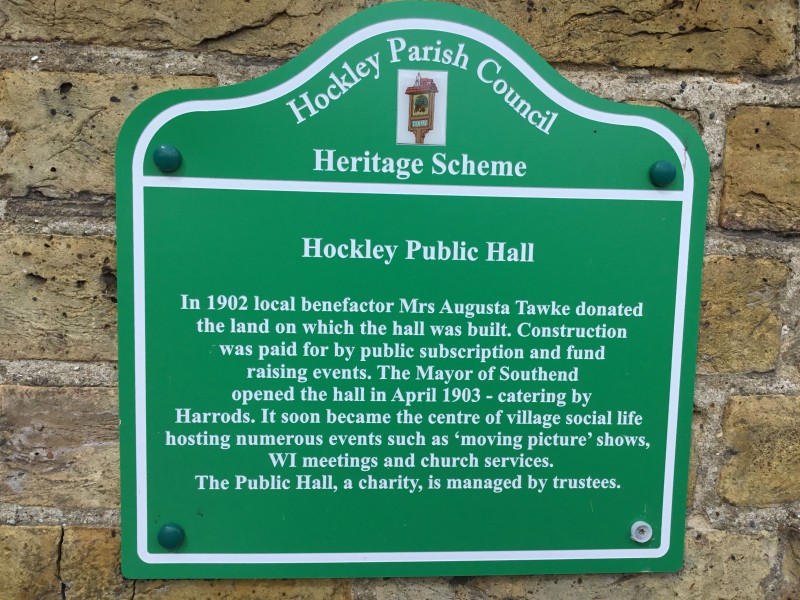 Hockley Parish Council
Heritage Scheme
Hockley Public Hall
In 1902 local benefactor Mrs Augusta Tawke donated
the land on which the hall was built. Construction
was paid for by public subscription and fund
raising events. The Mayor of Southend
opened the hall in April 1903 - catering by
Harrods. It soon became the centre of village social life
hosting numerous events such as ‘moving picture’ shows,
WI meetings and church services.
The Public Hall, a charity, is managed by trustees.